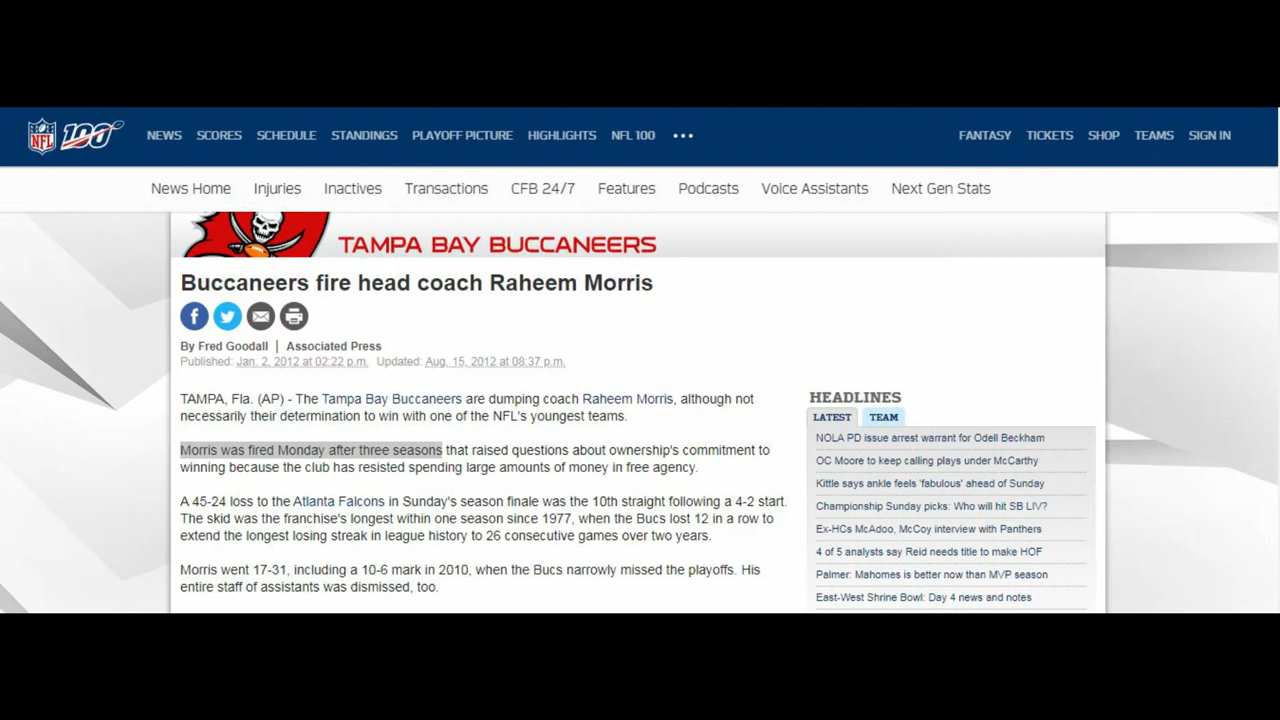 NFL 100 NEWS SCORES SCHEDULE STANDINGS PLAYOFF PICTURE HIGHLIGHTS NFL 100 ••• FANTASY TICKETS SHOP TEAMS SIGN IN
News Home Injuries Inactives Transactions CFB 24/7 Features Podcasts Voice Assistants Next Gen Stats
TAMPA BAY BUCCANEERS
Buccaneers fire head coach Raheem Morris
By Fred Goodall | Associated Press
Published: Jan. 2, 2012 at 02:22 p.m. Updated: Aug. 15, 2012 at 08:37 p.m.
TAMPA, Fla. (AP) - The Tampa Bay Buccaneers are dumping coach Raheem Morris, although not
necessarily their determination to win with one of the NFL's youngest teams.
Morris was fired Monday after three seasons that raised questions about ownership's commitment to
winning because the club has resisted spending large amounts of money in free agency.
A 45-24 loss to the Atlanta Falcons in Sunday's season finale was the 10th straight following a 4-2 start.
The skid was the franchise's longest within one season since 1977, when the Bucs lost 12 in a row to
extend the longest losing streak in league history to 26 consecutive games over two years.
Morris went 17-31, including a 10-6 mark in 2010, when the Bucs narrowly missed the playoffs. His
entire staff of assistants was dismissed, too.
HEADLINES
LATEST TEAM
NOLA PD issue arrest warrant for Odell Beckham
OC Moore to keep calling plays under McCarthy
Kittle says ankle feels 'fabulous' ahead of Sunday
Championship Sunday picks: Who will hit SB LIV?
Ex-HCs McAdoo, McCoy interview with Panthers
4 of 5 analysts say Reid needs title to make HOF
Palmer: Mahomes is better now than MVP season
East-West Shrine Bowl: Day 4 news and notes